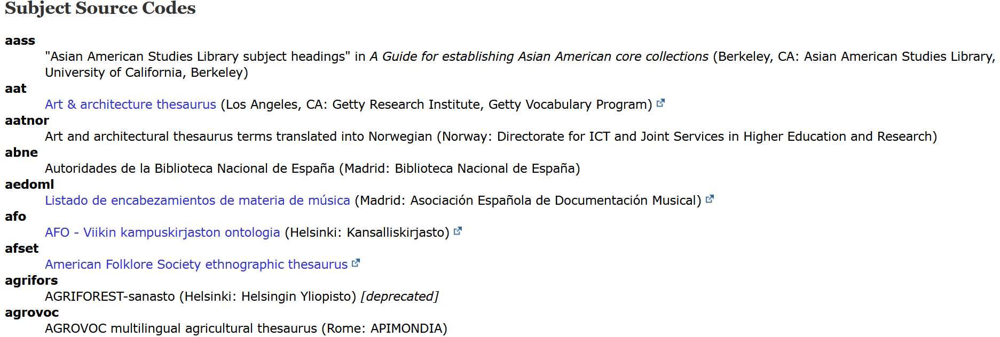 Subject Source Codes
aass
"Asian American Studies Library subject headings" in A Guide for establishing Asian American core collections (Berkeley, CA: Asian American Studies Library,
University of California, Berkeley)
aat
Art & architecture thesaurus (Los Angeles, CA: Getty Research Institute, Getty Vocabulary Program)
aatnor
Art and architectural thesaurus terms translated into Norwegian (Norway: Directorate for ICT and Joint Services in Higher Education and Research)
abne
Autoridades de la Biblioteca Nacional de España (Madrid: Biblioteca Nacional de España)
aedoml
Listado de encabezamientos de materia de música (Madrid: Asociación Española de Documentación Musical)
afo
AFO - Viikin kampuskirjaston ontologia (Helsinki: Kansalliskirjasto)
afset
American Folklore Society ethnographic thesaurus
agrifors
AGRIFOREST-sanasto (Helsinki: Helsingin Yliopisto) [deprecated]
agrovoc
AGROVOC multilingual agricultural thesaurus (Rome: APIMONDIA)